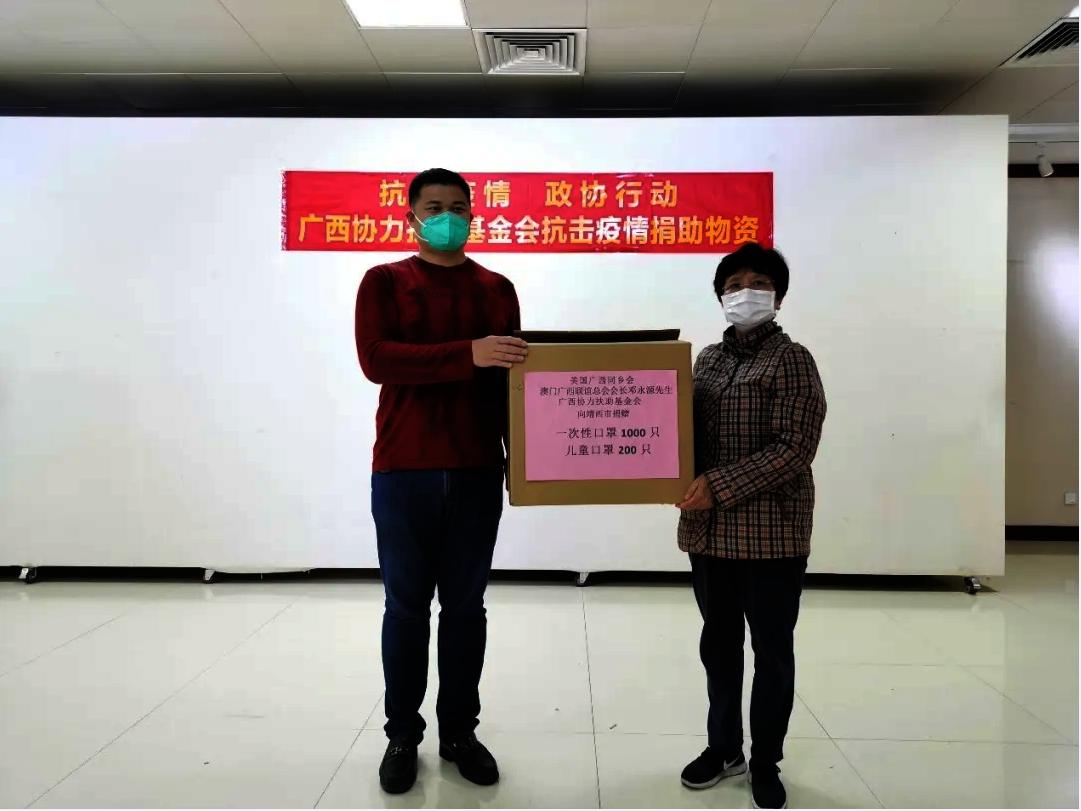 抗 疫情 政协行动
广西协力 基金会抗击疫情捐助物资
美国广西同乡会
澳门广西联谊总会会长邓永源先生
广西协力扶助基金会
向靖西市捐赠
一次性口罩 1000 只
儿童口罩 200 只